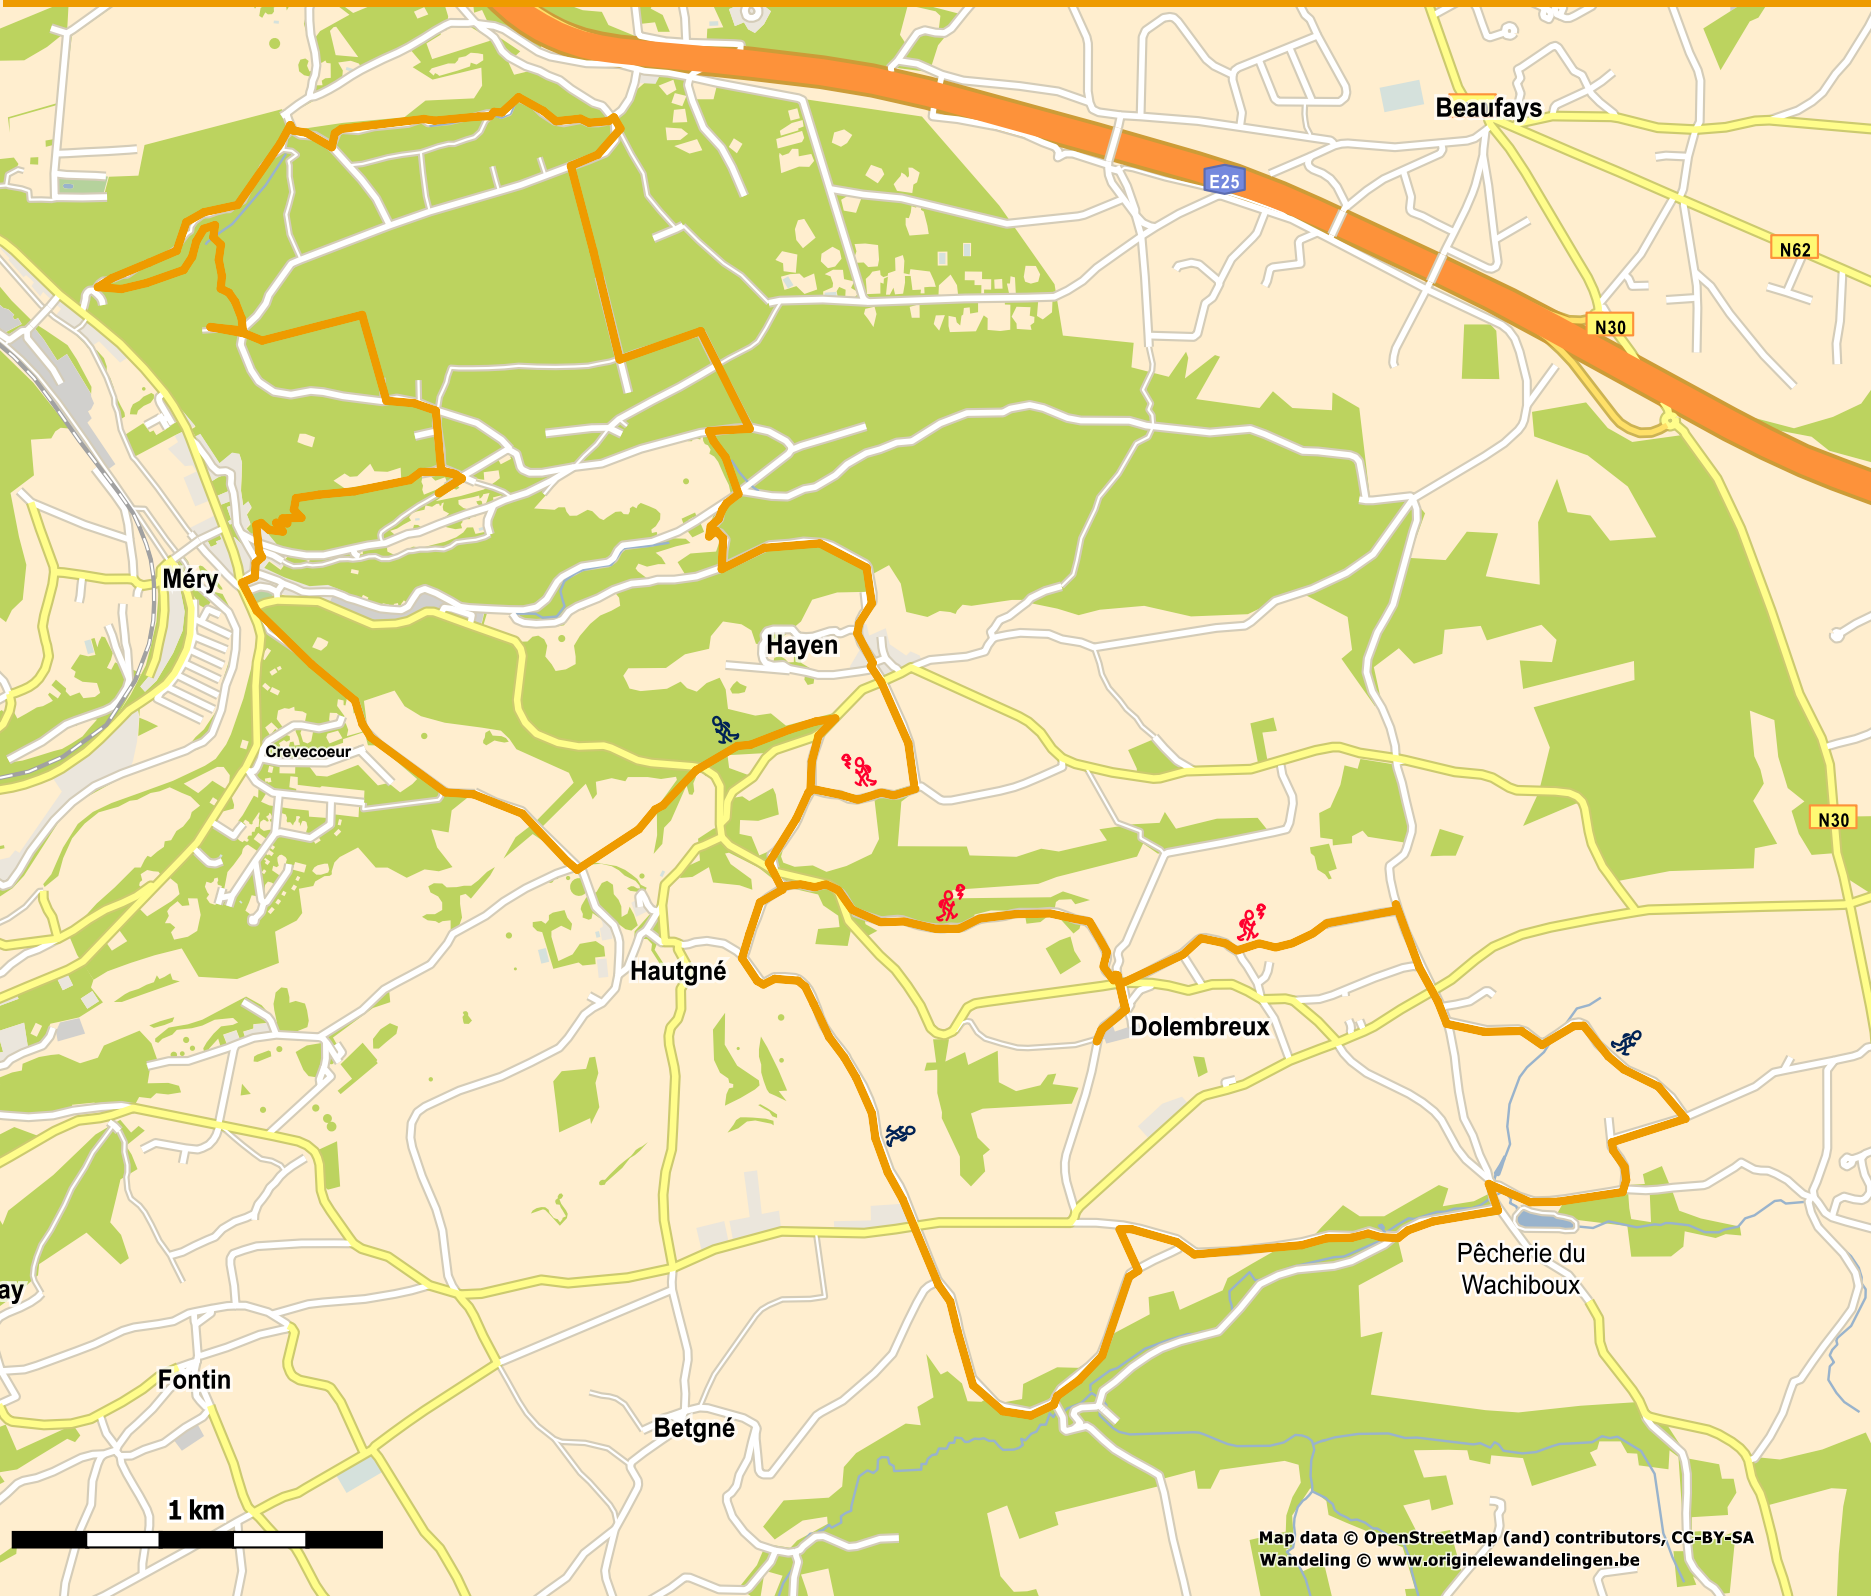 Beaufays
E25
N62
N30
Méry
Hayen
Crevecoeur
N30
Hautgné
Dolembreux
Pêcherie du
Wachiboux
ay
Fontin
Betgné
1 km
Map data © OpenStreetMap (and) contributors, CC-BY-SA
Wandeling © www.originelewandelingen.be